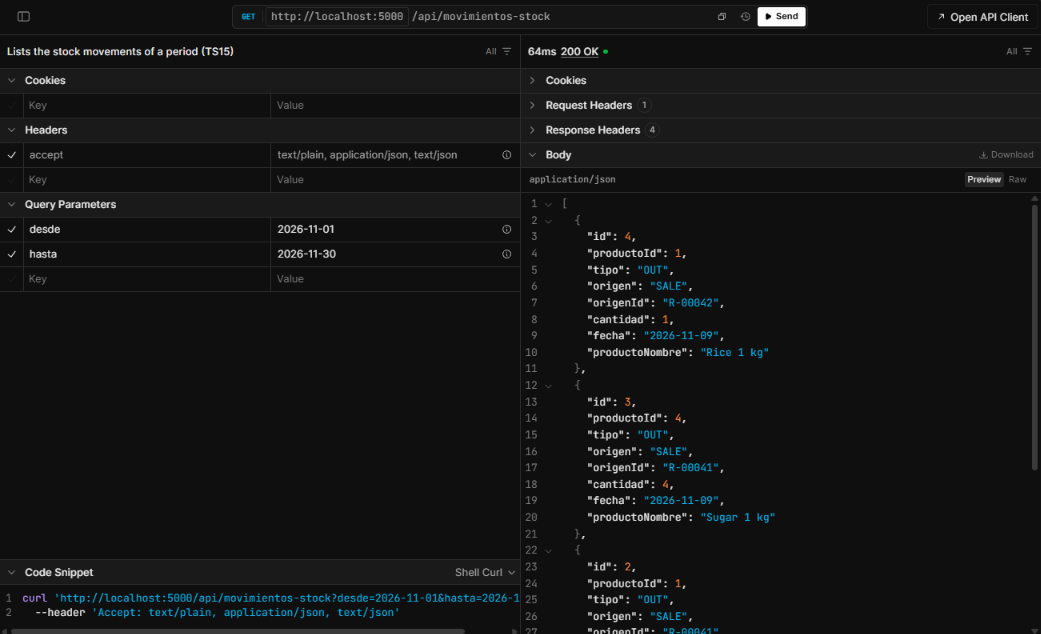 GET http://localhost:5000 /api/movimientos-stock Send Open API Client
Lists the stock movements of a period (TS15) All
Cookies
Key Value
Headers
accept text/plain, application/json, text/json
Key Value
Query Parameters
desde 2026-11-01
hasta 2026-11-30
Key Value
Code Snippet Shell Curl
1 curl 'http://localhost:5000/api/movimientos-stock?desde=2026-11-01&hasta=2026-1
2 --header 'Accept: text/plain, application/json, text/json'
64ms 200 OK All
Cookies
Request Headers 1
Response Headers 4
Body Download
application/json Preview Raw
1 [
2 {
3 "id": 4,
4 "productoId": 1,
5 "tipo": "OUT",
6 "origen": "SALE",
7 "origenId": "R-00042",
8 "cantidad": 1,
9 "fecha": "2026-11-09",
10 "productoNombre": "Rice 1 kg"
11 },
12 {
13 "id": 3,
14 "productoId": 4,
15 "tipo": "OUT",
16 "origen": "SALE",
17 "origenId": "R-00041",
18 "cantidad": 4,
19 "fecha": "2026-11-09",
20 "productoNombre": "Sugar 1 kg"
21 },
22 {
23 "id": 2,
24 "productoId": 1,
25 "tipo": "OUT",
26 "origen": "SALE",
27 "origenId": "R-00041",